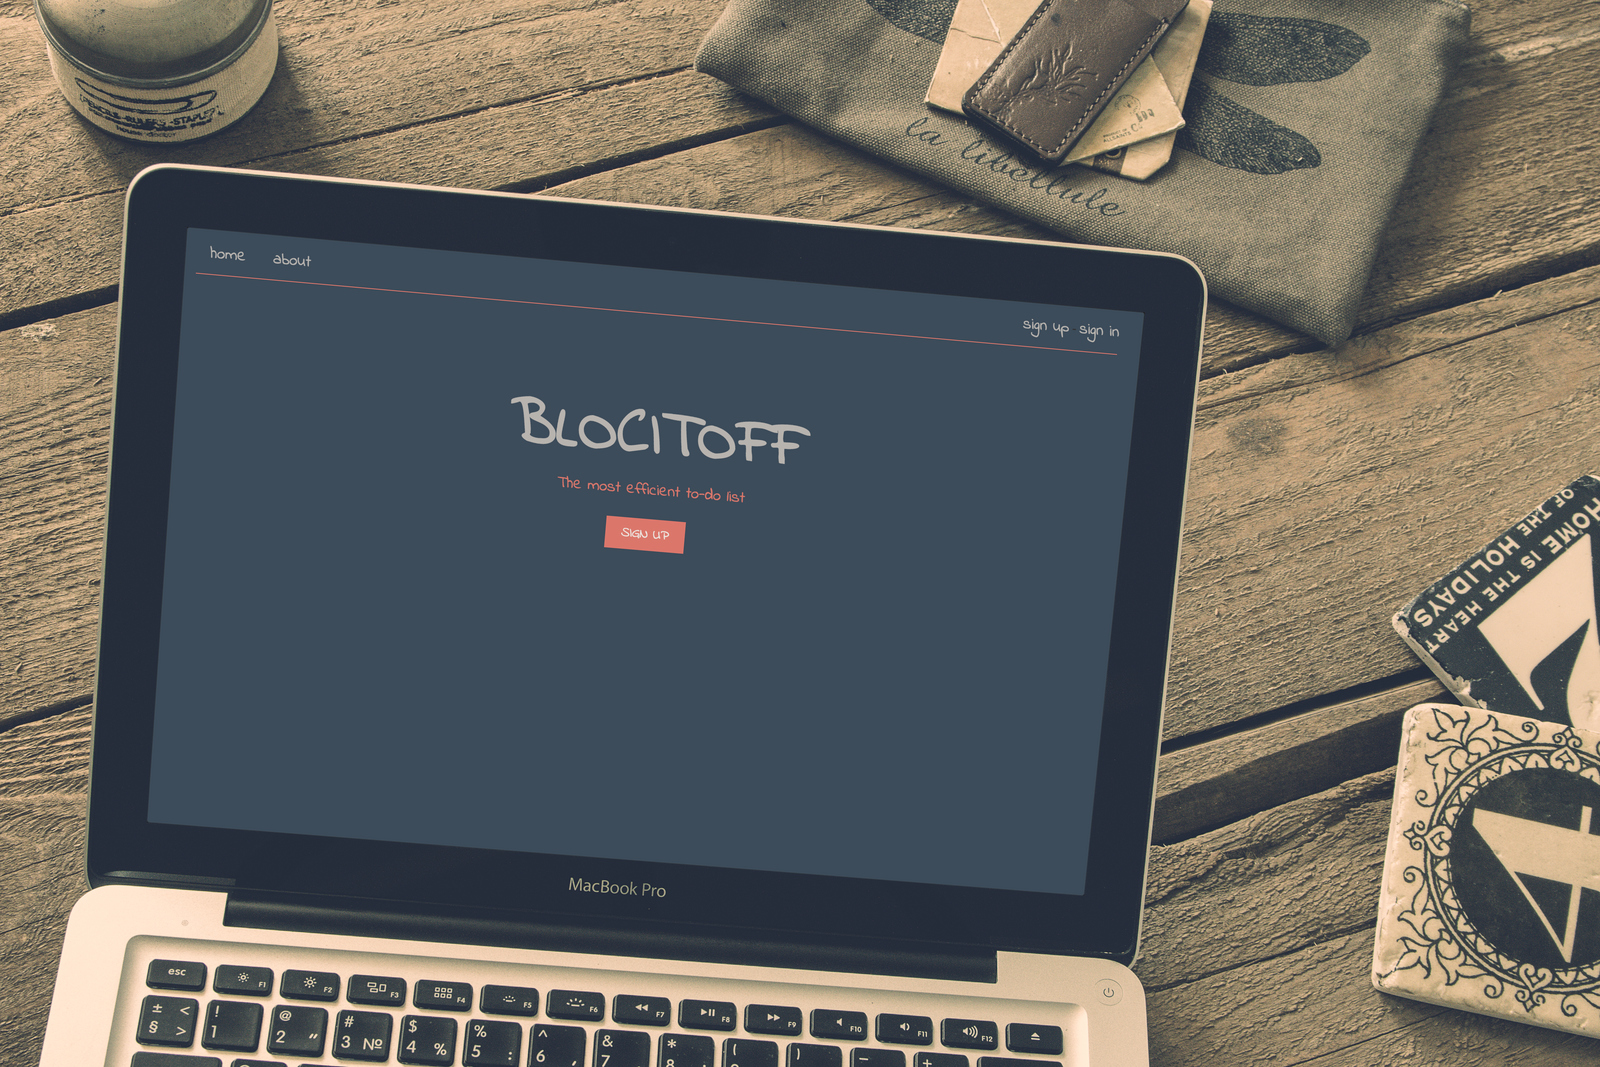 la libellule
home about
sign up sign in
BLOCITOFF
The most efficient to-do list
SIGN UP
HOME IS THE HEART
OF THE HOLIDAYS
MacBook Pro
esc F1 F2 F3 F4 F5 F6 F7 F8 F9 F10 F11 F12
± < ! @ # $ % ^ & * ( ) – +
§ > 1 2 “ 3 № 4 % 5 : 6 , 7 8